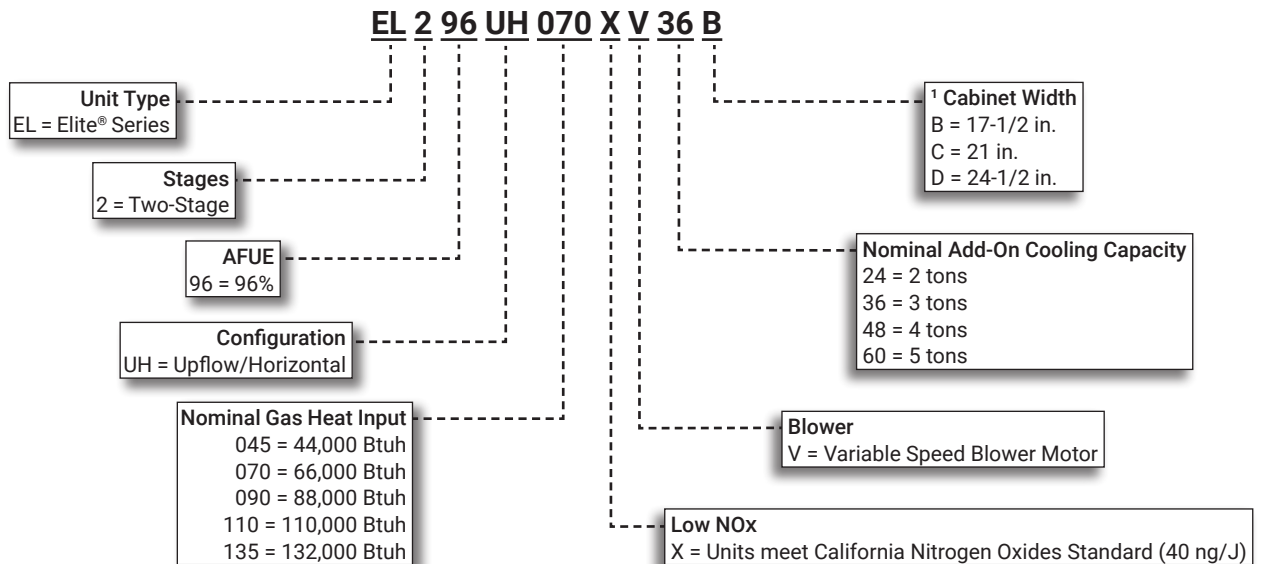 EL 2 96 UH 070 X V 36 B
Unit Type
EL = Elite® Series
Stages
2 = Two-Stage
AFUE
96 = 96%
Configuration
UH = Upflow/Horizontal
Nominal Gas Heat Input
045 = 44,000 Btuh
070 = 66,000 Btuh
090 = 88,000 Btuh
110 = 110,000 Btuh
135 = 132,000 Btuh
¹ Cabinet Width
B = 17-1/2 in.
C = 21 in.
D = 24-1/2 in.
Nominal Add-On Cooling Capacity
24 = 2 tons
36 = 3 tons
48 = 4 tons
60 = 5 tons
Blower
V = Variable Speed Blower Motor
Low NOx
X = Units meet California Nitrogen Oxides Standard (40 ng/J)